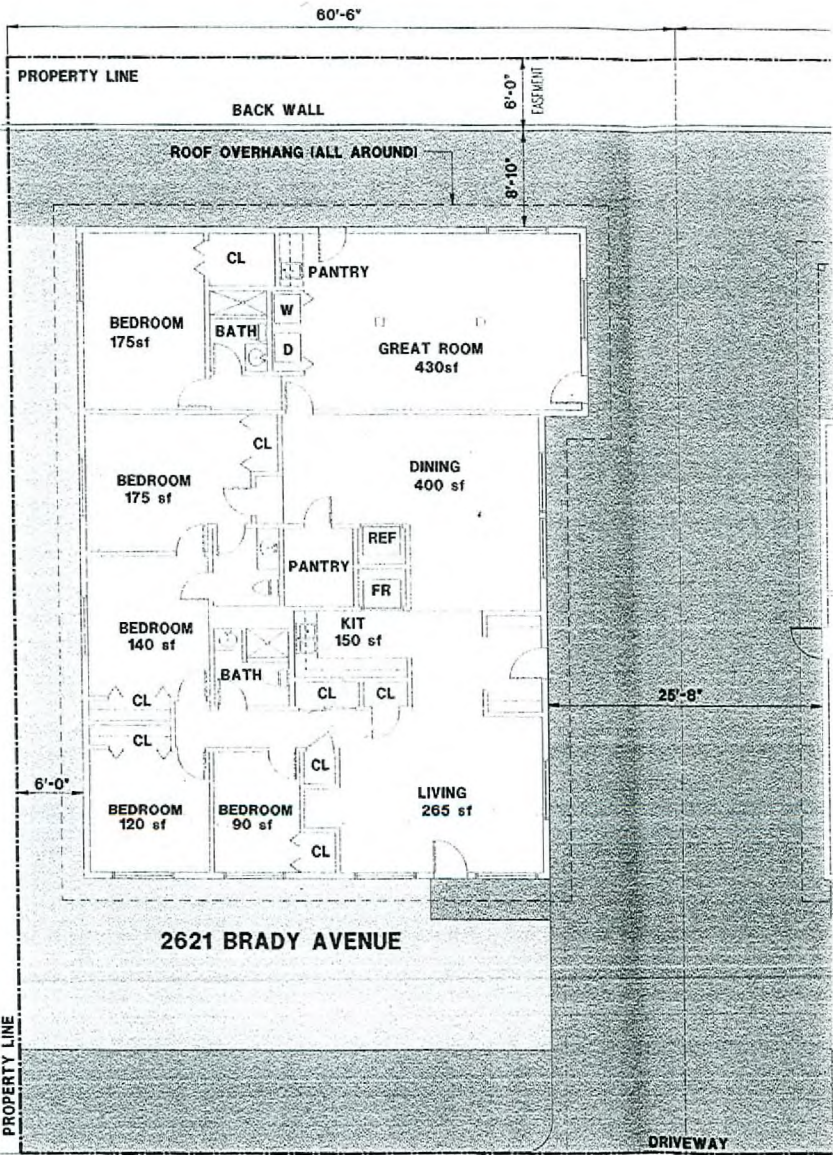 60'-6"
PROPERTY LINE
6'-0"
EASEMENT
BACK WALL
ROOF OVERHANG (ALL AROUND)
8'-10"
CL
PANTRY
W
BEDROOM
175sf
BATH
D
GREAT ROOM
430sf
CL
DINING
400 sf
BEDROOM
175 sf
REF
PANTRY
FR
KIT
150 sf
BEDROOM
140 sf
BATH
CL
CL
CL
25'-8"
CL
CL
6'-0"
LIVING
265 sf
BEDROOM
120 sf
BEDROOM
90 sf
CL
2621 BRADY AVENUE
PROPERTY LINE
DRIVEWAY